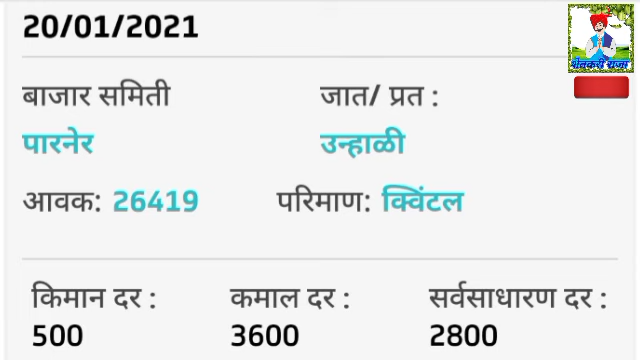 20/01/2021
शेतकरी राजा
बाजार समिती जात/ प्रत :
पारनेर उन्हाळी
आवक: 26419 परिमाण: क्विंटल
किमान दर : कमाल दर : सर्वसाधारण दर :
500 3600 2800